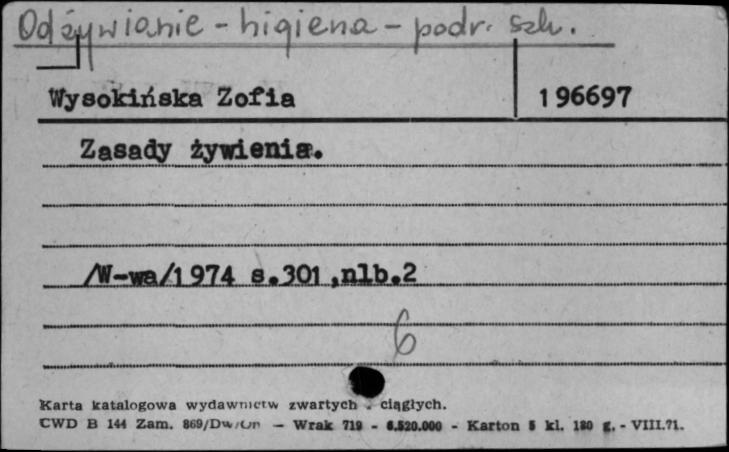 Odżywianie - higiena - podr. szk.
Wysokińska Zofia 196697
Zasady żywienia.
/W-wa/1974 s.301,nlb.2
6
Karta katalogowa wydawnictw zwartych - ciągłych.
CWD B 144 Zam. 869/Dw/Un — Wrak 719 - 6.520.000 - Karton 5 kl. 180 g. - VIII.71.